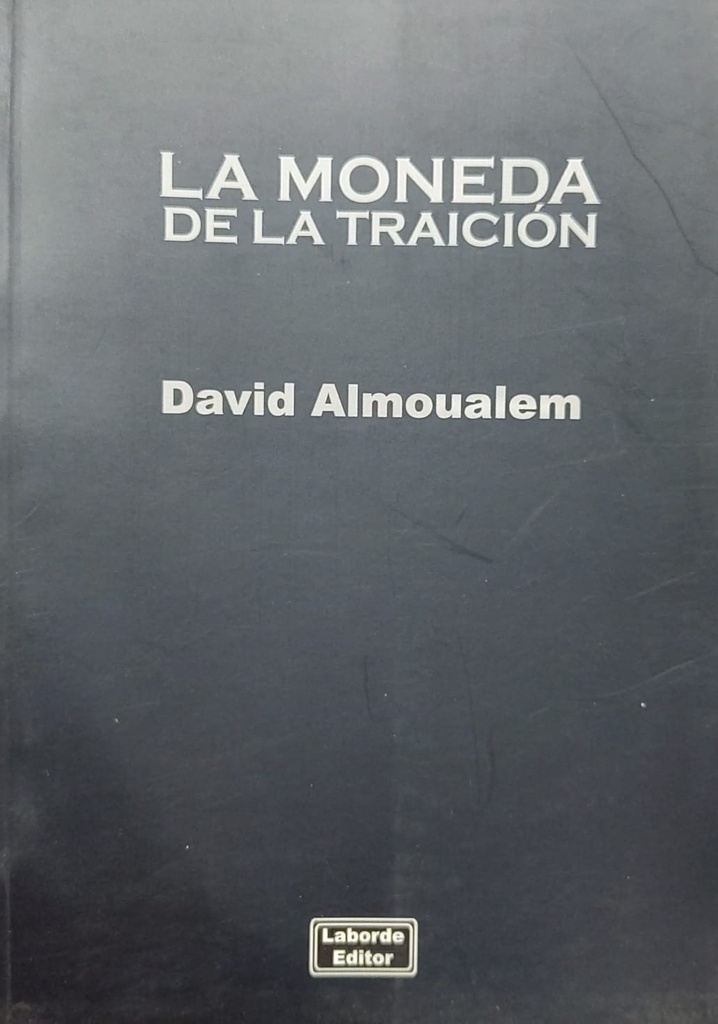 LA MONEDA
DE LA TRAICIÓN
David Almoualem
Laborde
Editor